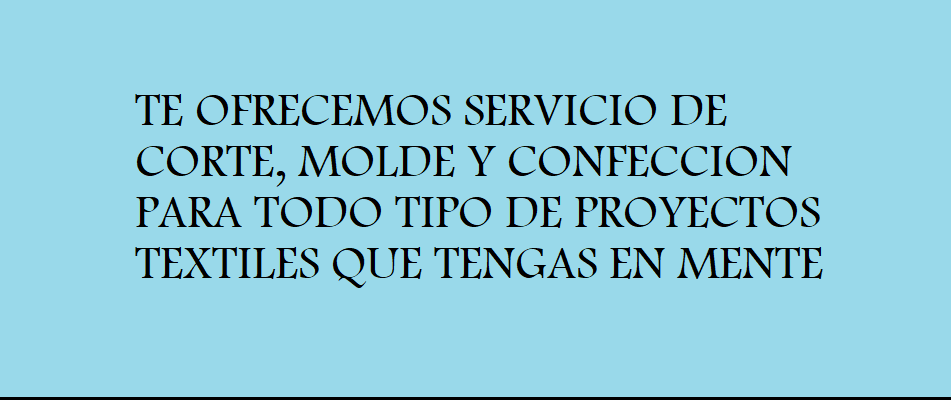 TE OFRECEMOS SERVICIO DE
CORTE, MOLDE Y CONFECCION
PARA TODO TIPO DE PROYECTOS
TEXTILES QUE TENGAS EN MENTE